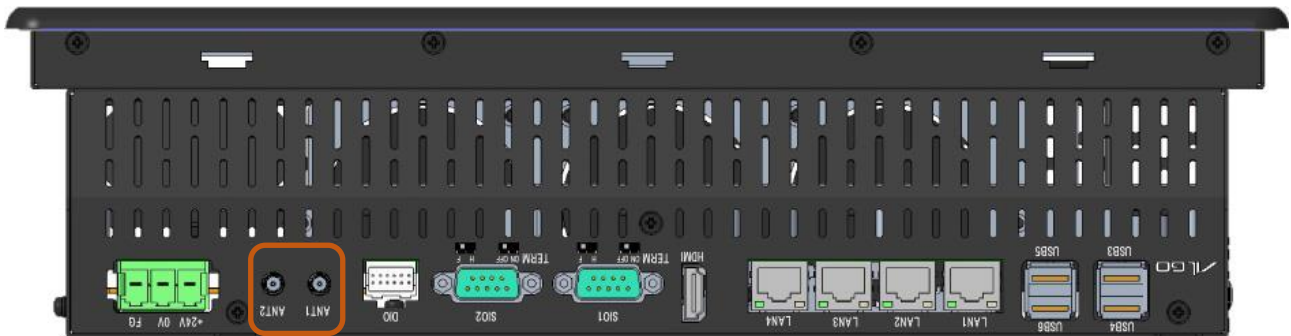 USB4 USB6 LAN1 LAN2 LAN3 LAN4 SIO1 SIO2 DIO ANT1 ANT2 +24V 0V FG
ALGO
USB3 USB5 HDMI TERM ON OFF H F TERM ON OFF H F